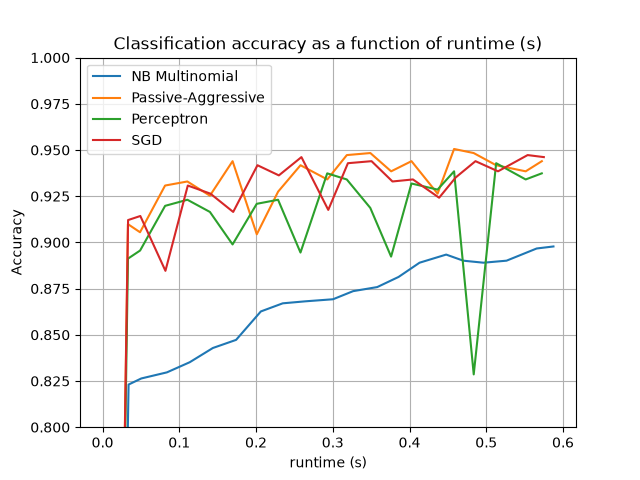 Classification accuracy as a function of runtime (s)
1.000
0.975
0.950
0.925
0.900
0.875
0.850
0.825
0.800
Accuracy
NB Multinomial
Passive-Aggressive
Perceptron
SGD
0.0 0.1 0.2 0.3 0.4 0.5 0.6
runtime (s)